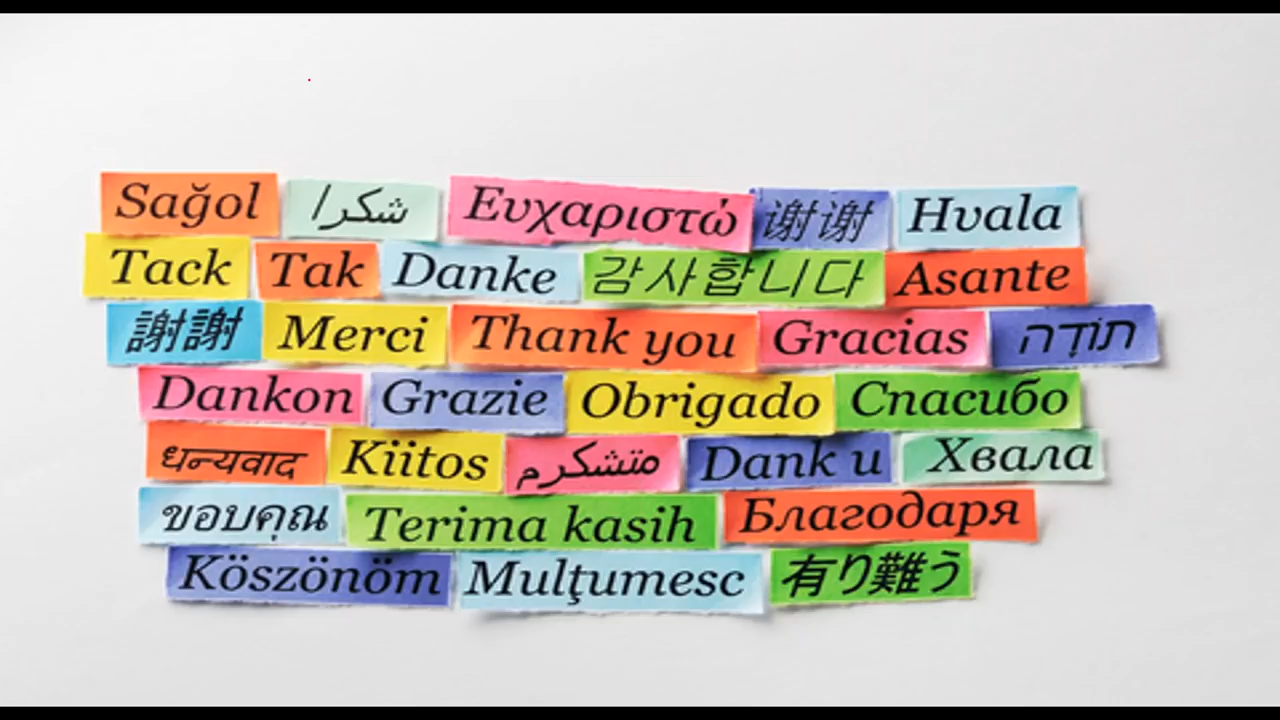 Sağol شكرا Ευχαριστώ 谢谢 Hvala
Tack Tak Danke 감사합니다 Asante
謝謝 Merci Thank you Gracias תּוֹדָה
Dankon Grazie Obrigado Спасибо
धन्यवाद Kiitos متشکرم Dank u Хвала
ขอบคุณ Terima kasih Благодаря
Köszönöm Mulţumesc 有り難う